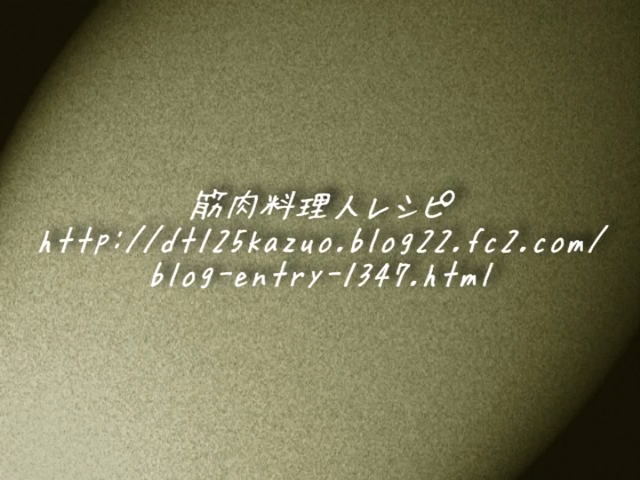 筋肉料理人レシピ
http://dt125kazuo.blog22.fc2.com/
blog-entry-1347.html